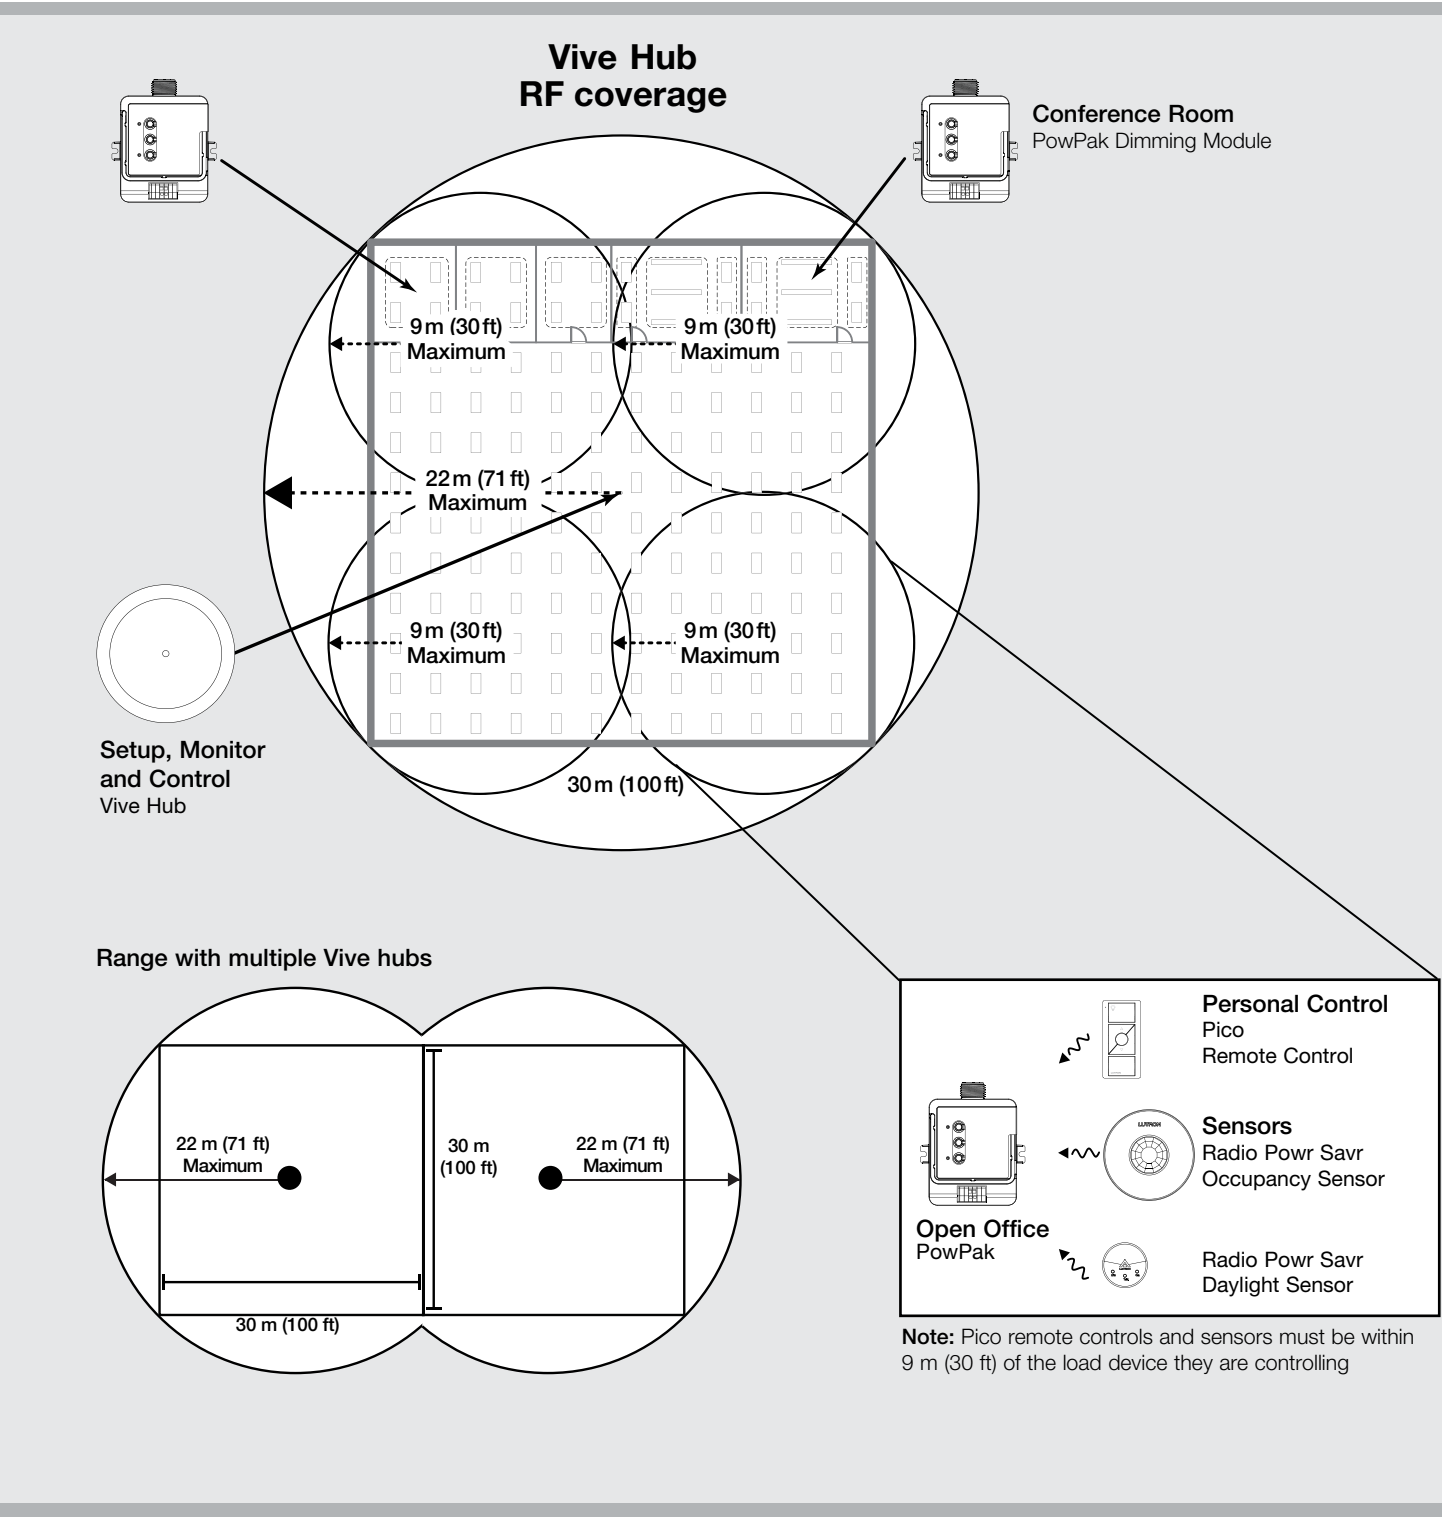 Vive Hub
RF coverage
Conference Room
PowPak Dimming Module
9 m (30 ft)
Maximum
9 m (30 ft)
Maximum
22 m (71 ft)
Maximum
9 m (30 ft)
Maximum
9 m (30 ft)
Maximum
Setup, Monitor
and Control
Vive Hub
30 m (100 ft)
Range with multiple Vive hubs
22 m (71 ft)
Maximum
30 m
(100 ft)
22 m (71 ft)
Maximum
30 m (100 ft)
Personal Control
Pico
Remote Control
LUTRON
Sensors
Radio Powr Savr
Occupancy Sensor
Open Office
PowPak
Radio Powr Savr
Daylight Sensor
Note: Pico remote controls and sensors must be within
9 m (30 ft) of the load device they are controlling